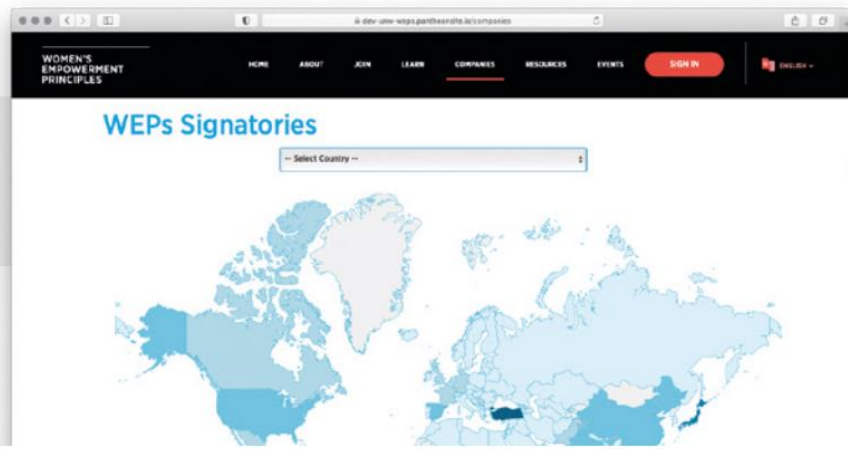 dev-unw-weps.pantheonsite.io/companies
WOMEN'S
EMPOWERMENT
PRINCIPLES
HOME ABOUT JOIN LEARN COMPANIES RESOURCES EVENTS SIGN IN ENGLISH
WEPs Signatories
-- Select Country --